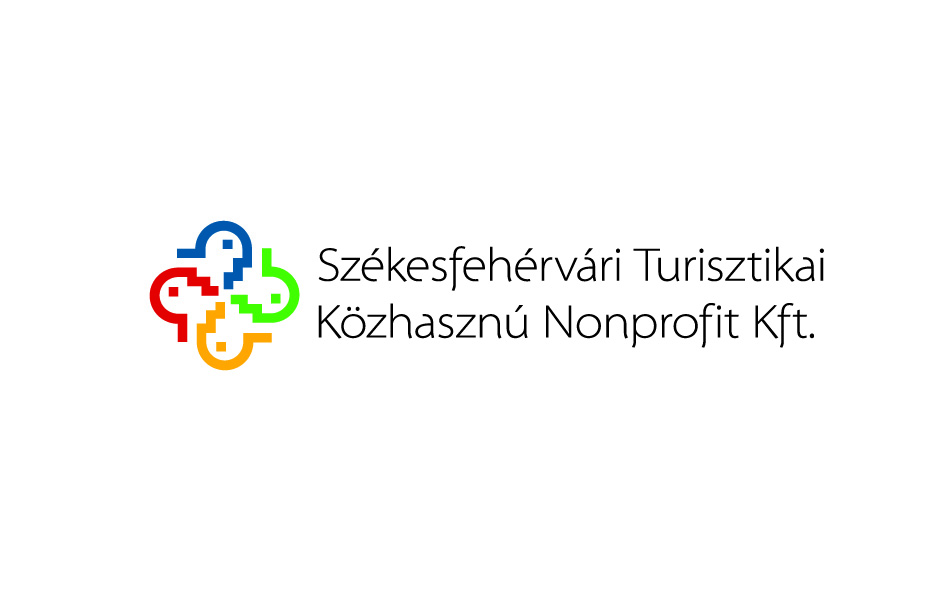 Székesfehérvári Turisztikai
Közhasznú Nonprofit Kft.